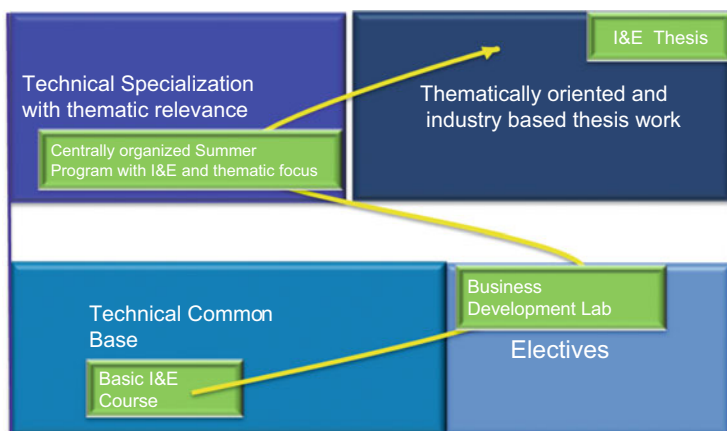 Technical Specialization
with thematic relevance
Centrally organized Summer
Program with I&E and thematic focus
I&E Thesis
Thematically oriented and
industry based thesis work
Technical Common
Base
Basic I&E
Course
Business
Development Lab
Electives